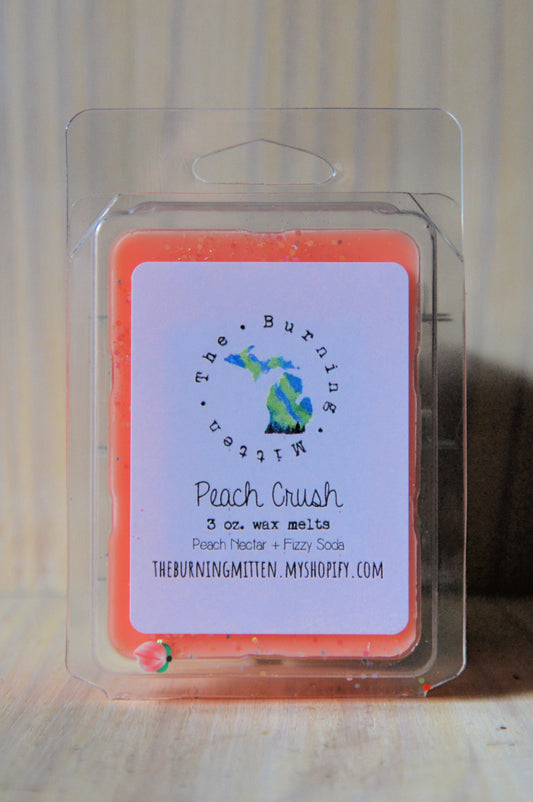 The Burning Mitten
Peach Crush
3 oz. wax melts
Peach Nectar + Fizzy Soda
THEBURNINGMITTEN.MYSHOPIFY.COM